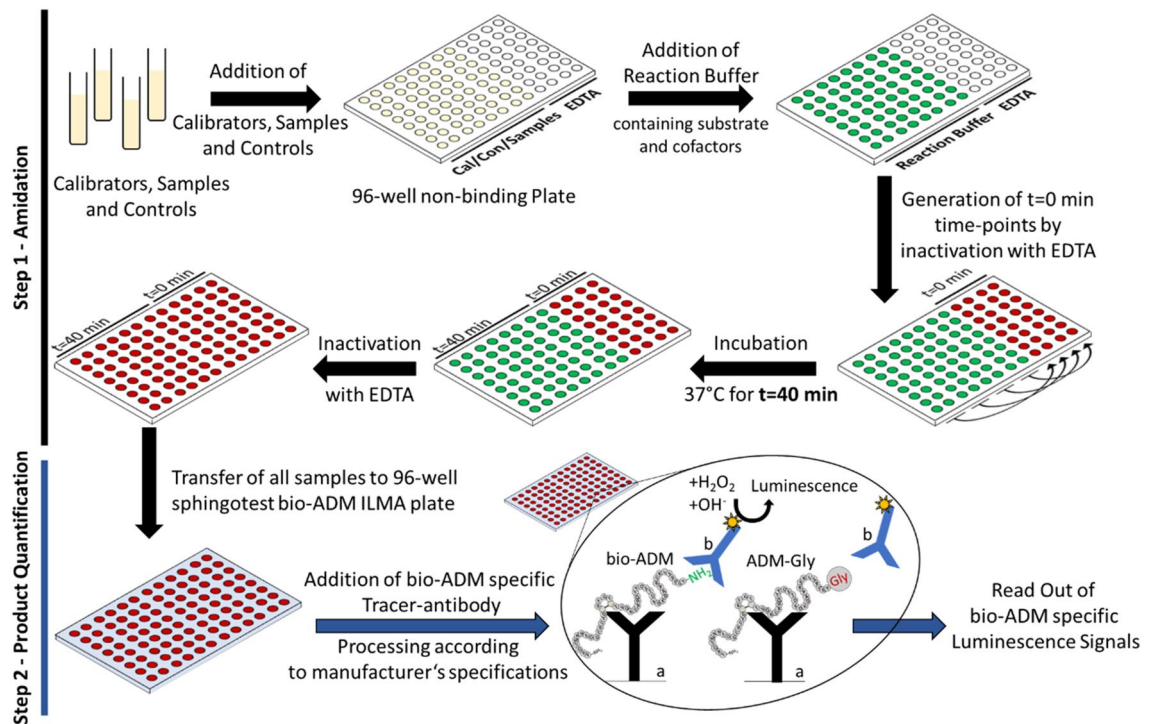 Step 1 - Amidation
Calibrators, Samples
and Controls
Addition of
Calibrators, Samples
and Controls
Cal/Con/Samples
EDTA
96-well non-binding Plate
Addition of
Reaction Buffer
containing substrate
and cofactors
Reaction Buffer
EDTA
Generation of t=0 min
time-points by
inactivation with EDTA
t=0 min
Incubation
37°C for t=40 min
t=0 min
t=40 min
Inactivation
with EDTA
t=0 min
t=40 min
Step 2 - Product Quantification
Transfer of all samples to 96-well
sphingotest bio-ADM ILMA plate
Addition of bio-ADM specific
Tracer-antibody
Processing according
to manufacturer‘s specifications
+H₂O₂
+OH⁻
Luminescence
b
b
bio-ADM
NH₂
ADM-Gly
Gly
a
a
Read Out of
bio-ADM specific
Luminescence Signals